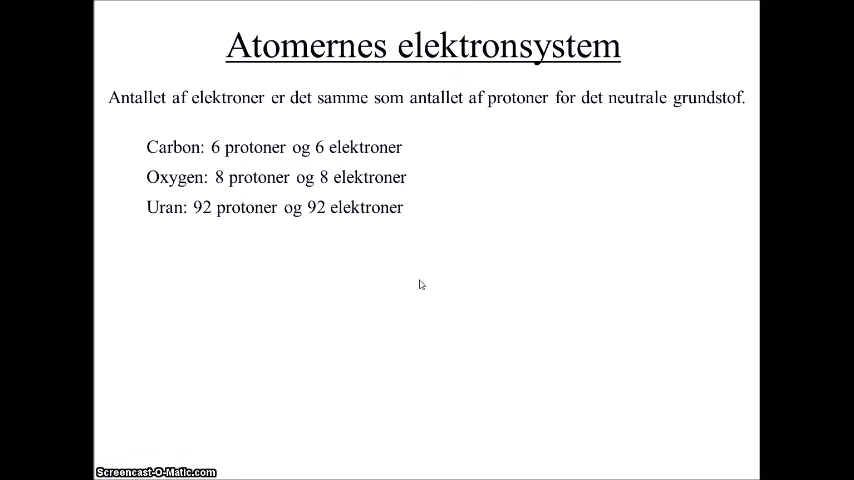 Atomernes elektronsystem
Antallet af elektroner er det samme som antallet af protoner for det neutrale grundstof.
Carbon: 6 protoner og 6 elektroner
Oxygen: 8 protoner og 8 elektroner
Uran: 92 protoner og 92 elektroner
Screencast-O-Matic.com